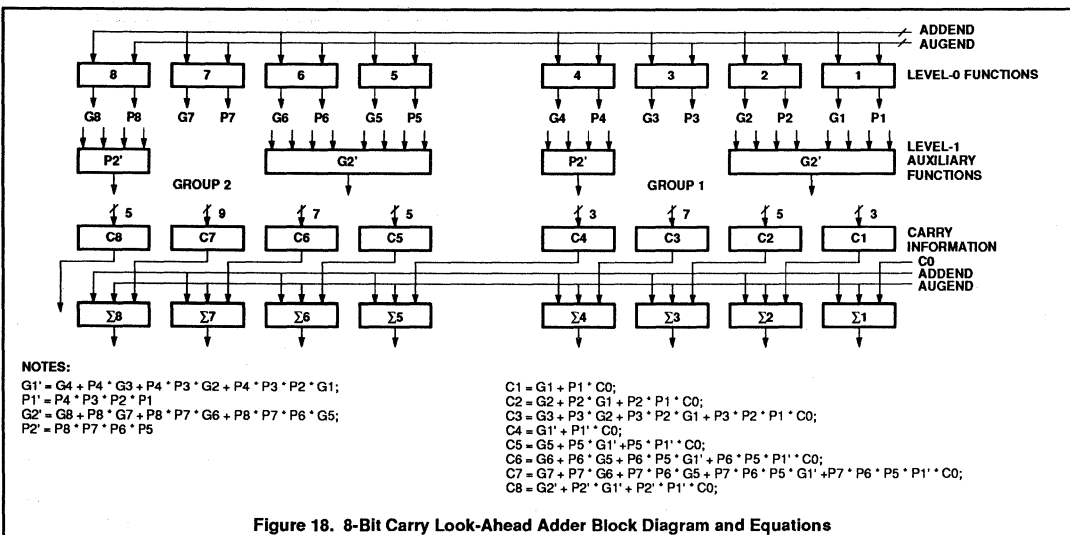 ADDEND
AUGEND
8 7 6 5 4 3 2 1 LEVEL-0 FUNCTIONS
G8 P8 G7 P7 G6 P6 G5 P5 G4 P4 G3 P3 G2 P2 G1 P1
P2' G2' P2' G2' LEVEL-1
AUXILIARY
FUNCTIONS
GROUP 2 GROUP 1
5 9 7 5 3 7 5 3
C8 C7 C6 C5 C4 C3 C2 C1 CARRY
INFORMATION
C0
ADDEND
AUGEND
Σ8 Σ7 Σ6 Σ5 Σ4 Σ3 Σ2 Σ1
NOTES:
G1' = G4 + P4 * G3 + P4 * P3 * G2 + P4 * P3 * P2 * G1;
P1' = P4 * P3 * P2 * P1
G2' = G8 + P8 * G7 + P8 * P7 * G6 + P8 * P7 * P6 * G5;
P2' = P8 * P7 * P6 * P5
C1 = G1 + P1 * C0;
C2 = G2 + P2 * G1 + P2 * P1 * C0;
C3 = G3 + P3 * G2 + P3 * P2 * G1 + P3 * P2 * P1 * C0;
C4 = G1' + P1' * C0;
C5 = G5 + P5 * G1' +P5 * P1' * C0;
C6 = G6 + P6 * G5 + P6 * P5 * G1' + P6 * P5 * P1' * C0;
C7 = G7 + P7 * G6 + P7 * P6 * G5 + P7 * P6 * P5 * G1' +P7 * P6 * P5 * P1' * C0;
C8 = G2' + P2' * G1' + P2' * P1' * C0;
Figure 18. 8-Bit Carry Look-Ahead Adder Block Diagram and Equations